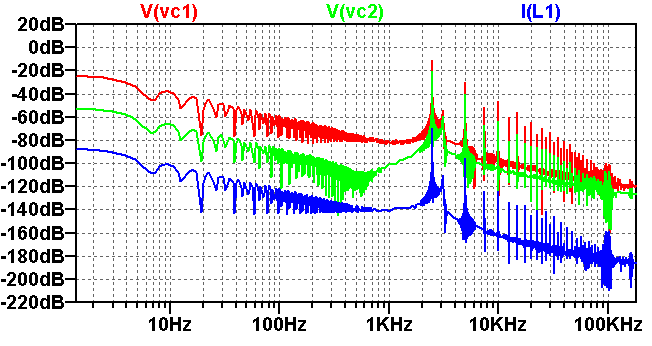 V(vc1) V(vc2) I(L1)
20dB
0dB
-20dB
-40dB
-60dB
-80dB
-100dB
-120dB
-140dB
-160dB
-180dB
-200dB
-220dB
10Hz 100Hz 1KHz 10KHz 100KHz